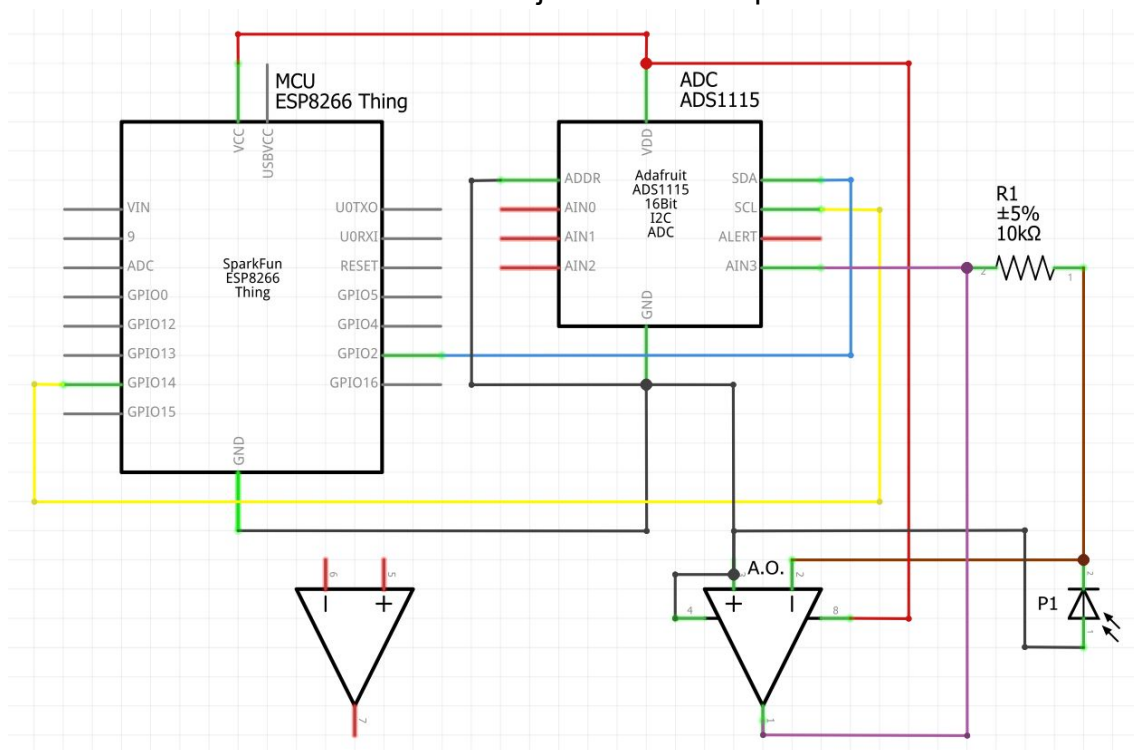 MCU
ESP8266 Thing
VCC
USBVCC
VIN
9
ADC
GPIO0
GPIO12
GPIO13
GPIO14
GPIO15
SparkFun
ESP8266
Thing
U0TXO
U0RXI
RESET
GPIO5
GPIO4
GPIO2
GPIO16
GND
ADC
ADS1115
VDD
ADDR
AIN0
AIN1
AIN2
Adafruit
ADS1115
16Bit
I2C
ADC
SDA
SCL
ALERT
AIN3
GND
R1
±5%
10kΩ
2
1
6
5
7
A.O.
3
2
4
8
1
P1
2
1